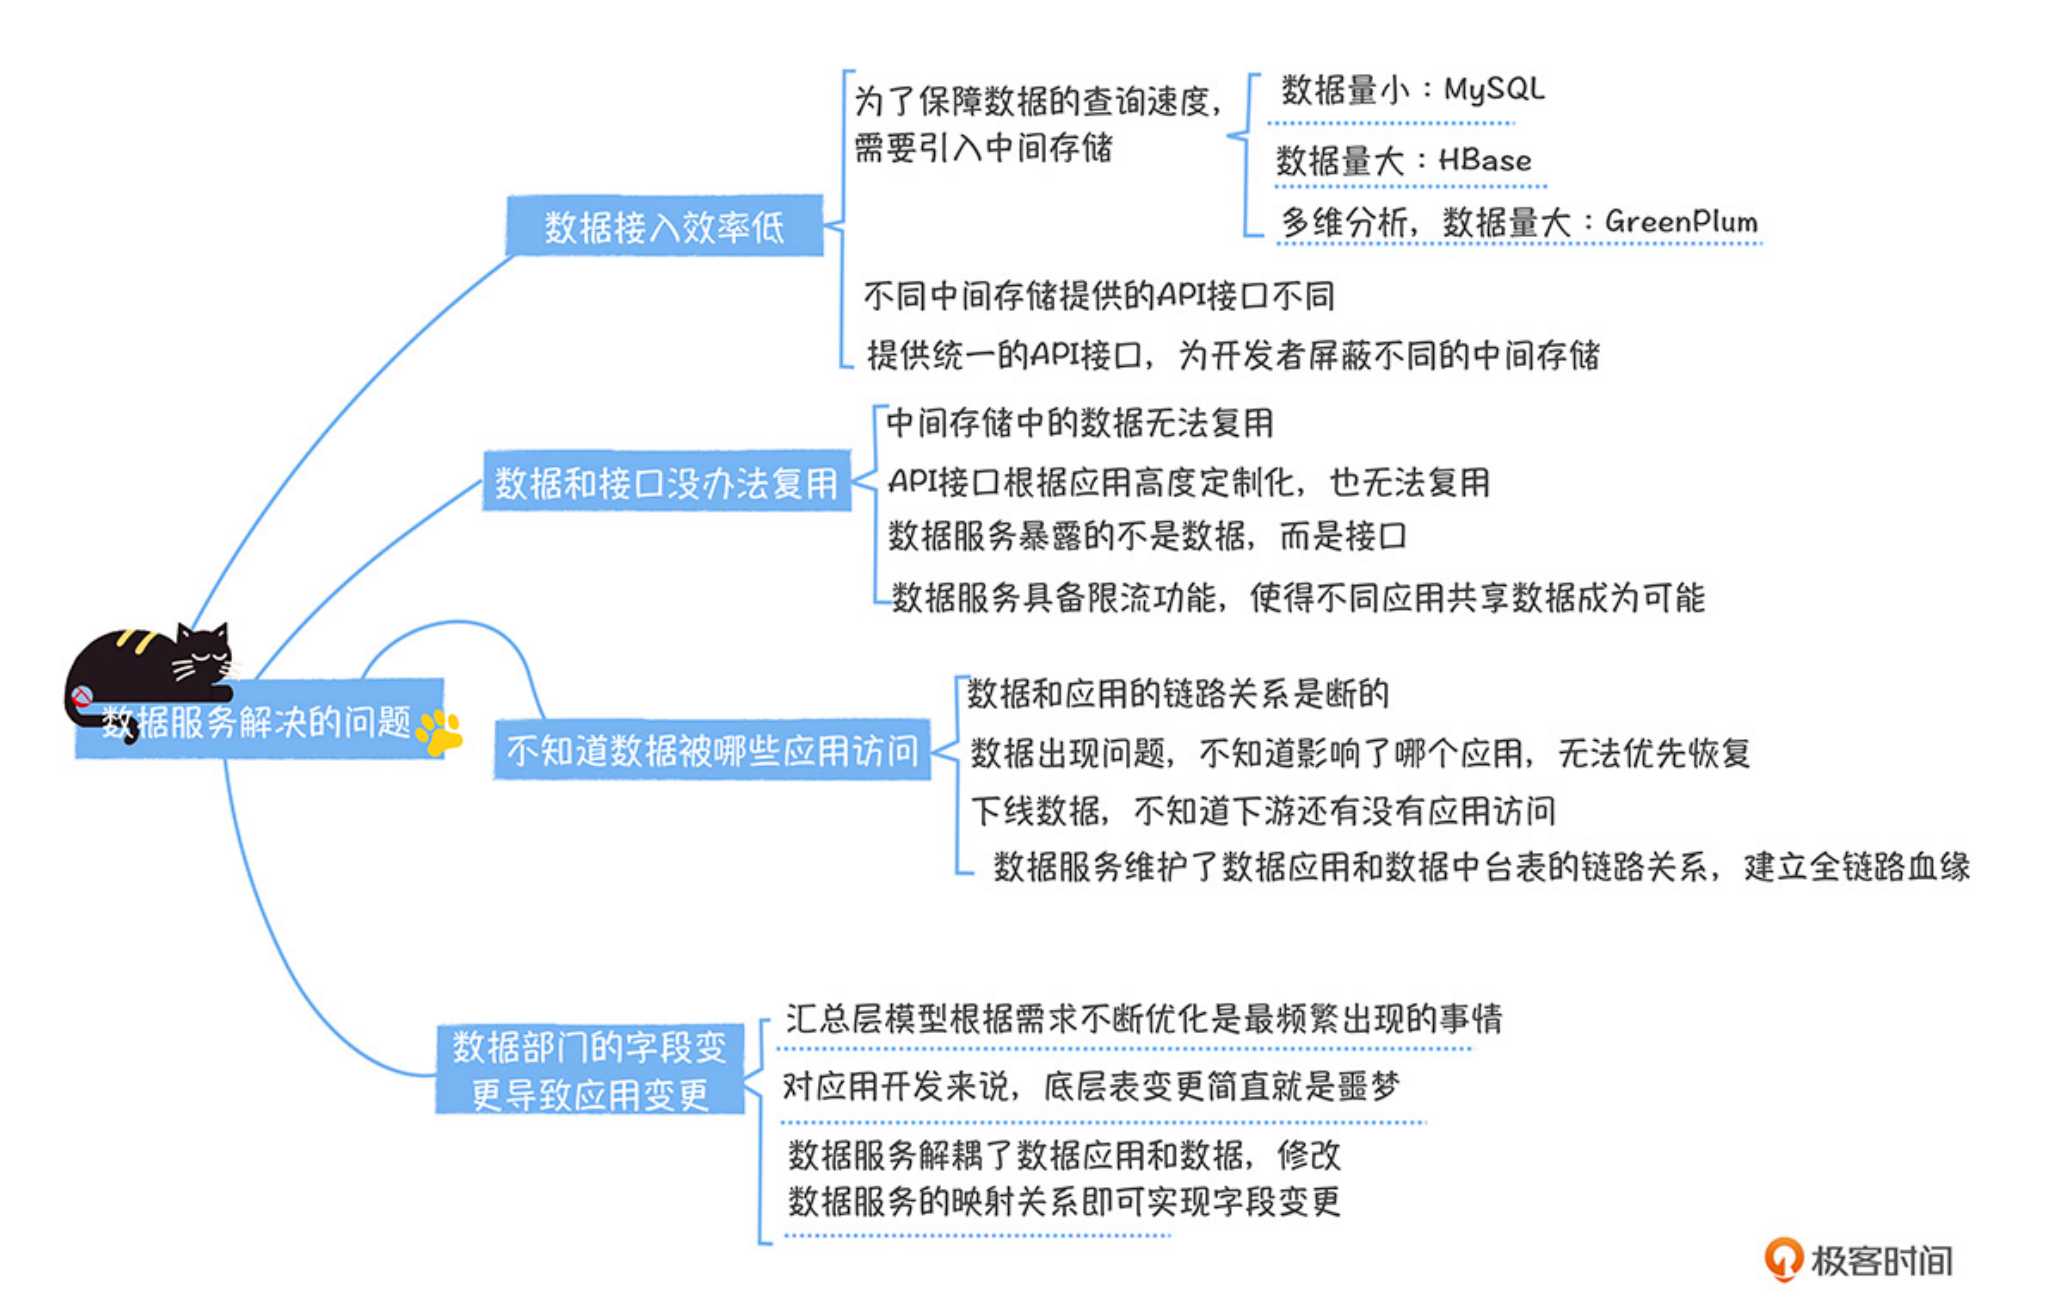 数据服务解决的问题
数据接入效率低
为了保障数据的查询速度，
需要引入中间存储
数据量小：MySQL
数据量大：HBase
多维分析，数据量大：GreenPlum
不同中间存储提供的API接口不同
提供统一的API接口，为开发者屏蔽不同的中间存储
数据和接口没办法复用
中间存储中的数据无法复用
API接口根据应用高度定制化，也无法复用
数据服务暴露的不是数据，而是接口
数据服务具备限流功能，使得不同应用共享数据成为可能
不知道数据被哪些应用访问
数据和应用的链路关系是断的
数据出现问题，不知道影响了哪个应用，无法优先恢复
下线数据，不知道下游还有没有应用访问
数据服务维护了数据应用和数据中台表的链路关系，建立全链路血缘
数据部门的字段变
更导致应用变更
汇总层模型根据需求不断优化是最频繁出现的事情
对应用开发来说，底层表变更简直就是噩梦
数据服务解耦了数据应用和数据，修改
数据服务的映射关系即可实现字段变更
极客时间